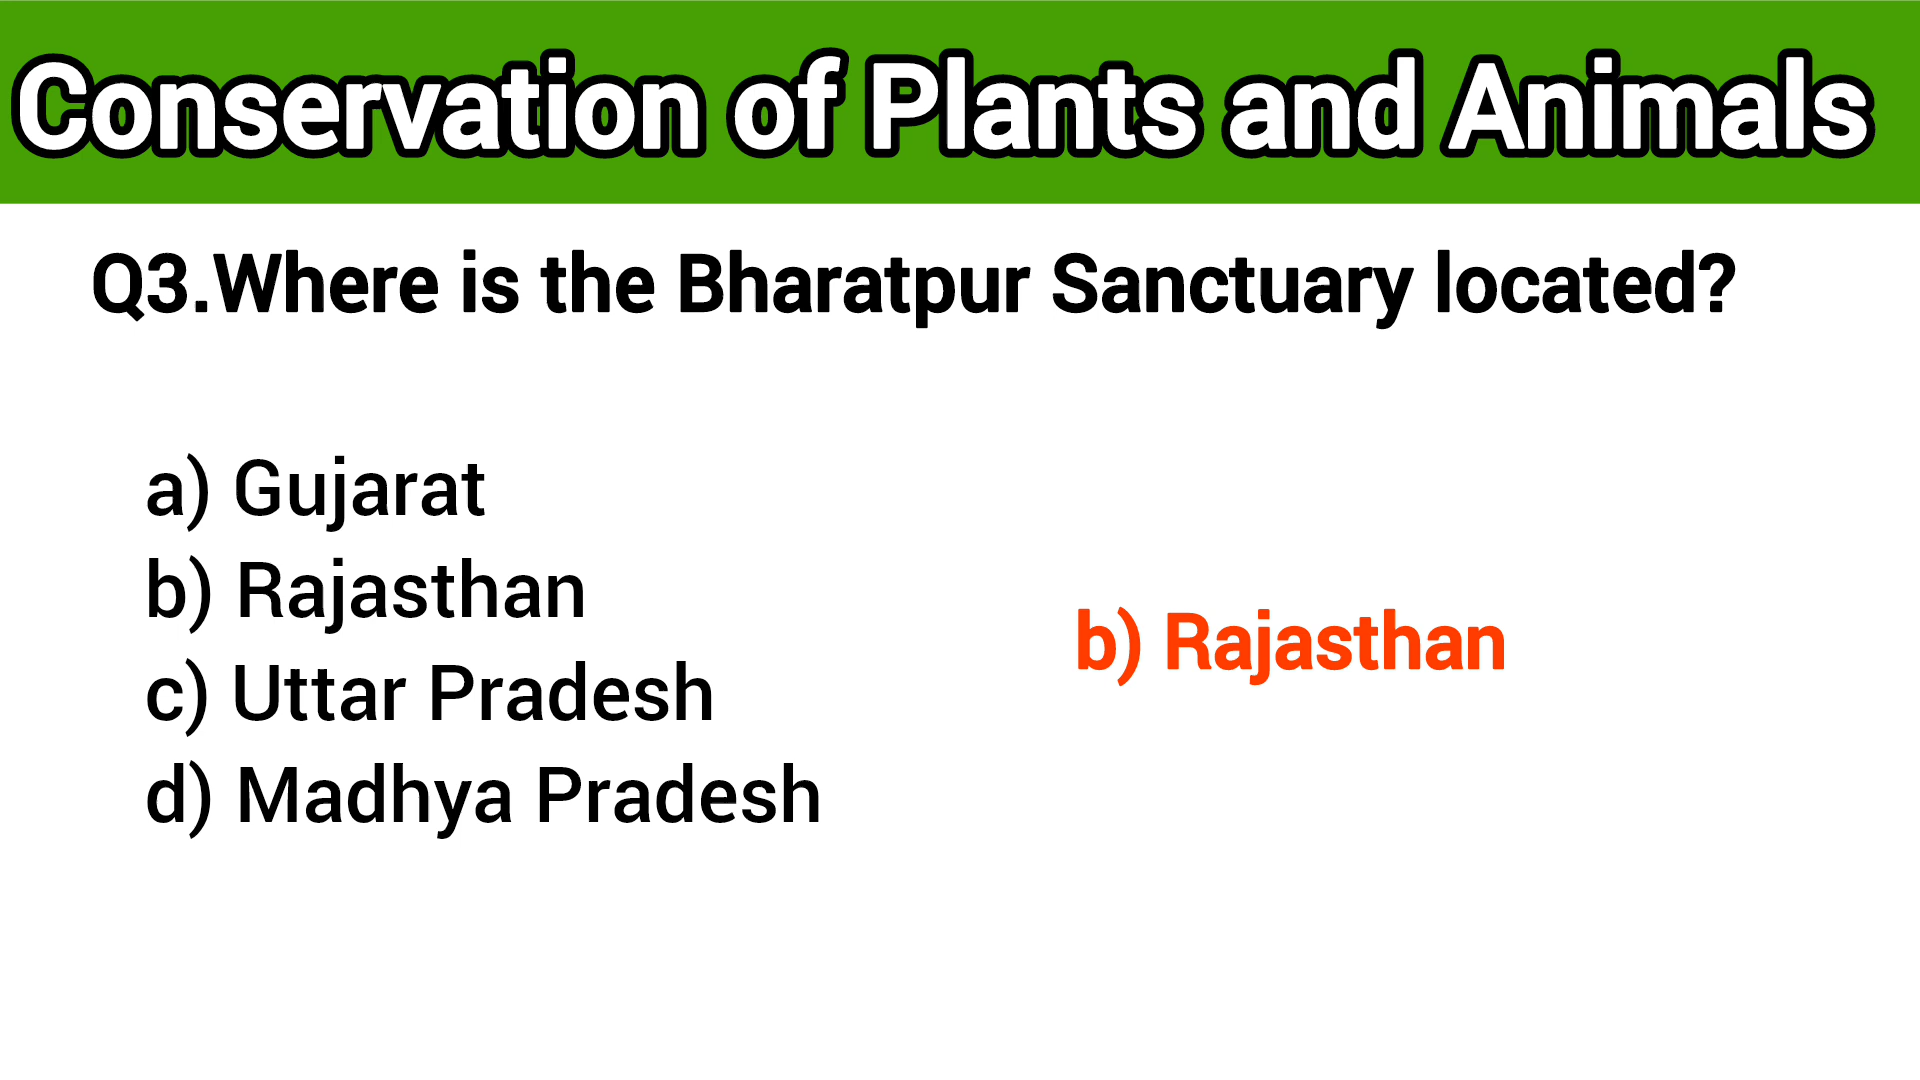 Conservation of Plants and Animals
Q3.Where is the Bharatpur Sanctuary located?
a) Gujarat
b) Rajasthan
c) Uttar Pradesh
d) Madhya Pradesh
b) Rajasthan